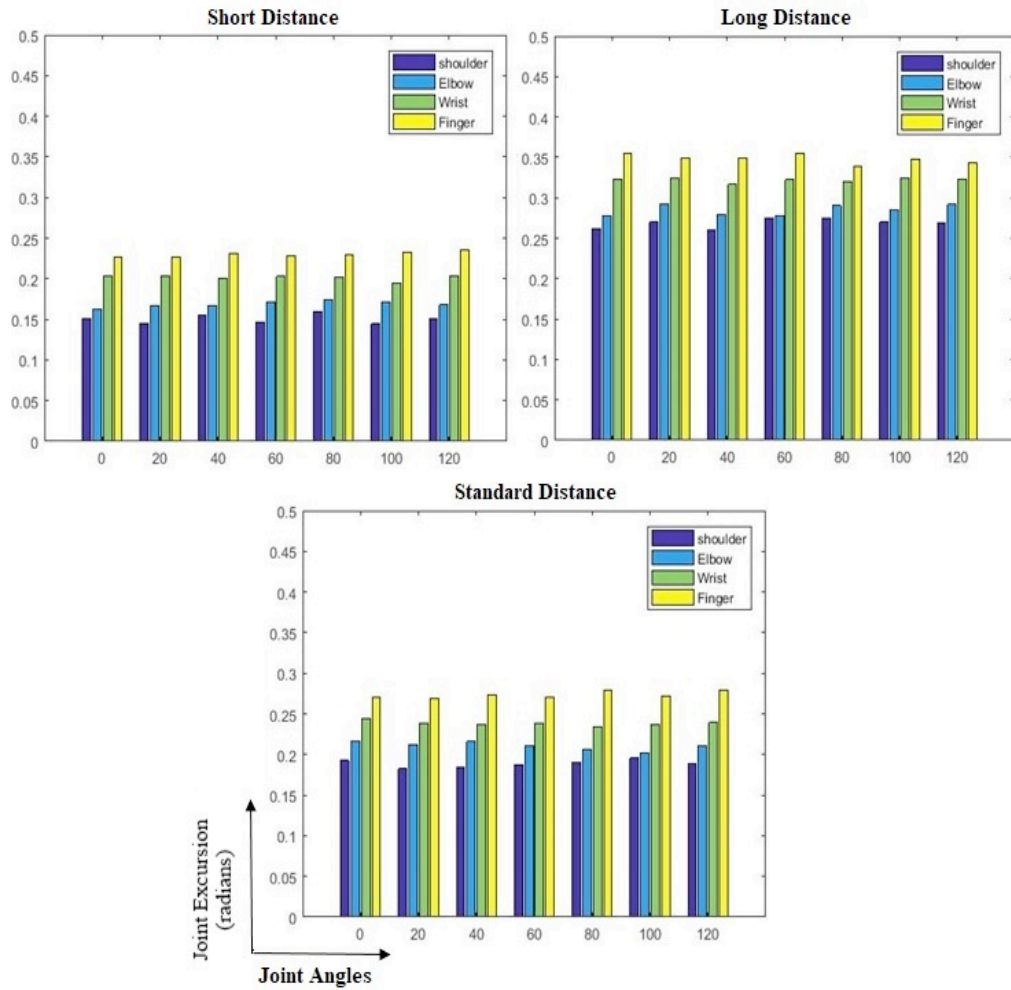 Short Distance
0.5
0.45
0.4
0.35
0.3
0.25
0.2
0.15
0.1
0.05
0
shoulder
Elbow
Wrist
Finger
0 20 40 60 80 100 120
Long Distance
0.5
0.45
0.4
0.35
0.3
0.25
0.2
0.15
0.1
0.05
0
shoulder
Elbow
Wrist
Finger
0 20 40 60 80 100 120
Standard Distance
0.5
0.45
0.4
0.35
0.3
0.25
0.2
0.15
0.1
0.05
0
shoulder
Elbow
Wrist
Finger
0 20 40 60 80 100 120
Joint Excursion
(radians)
Joint Angles